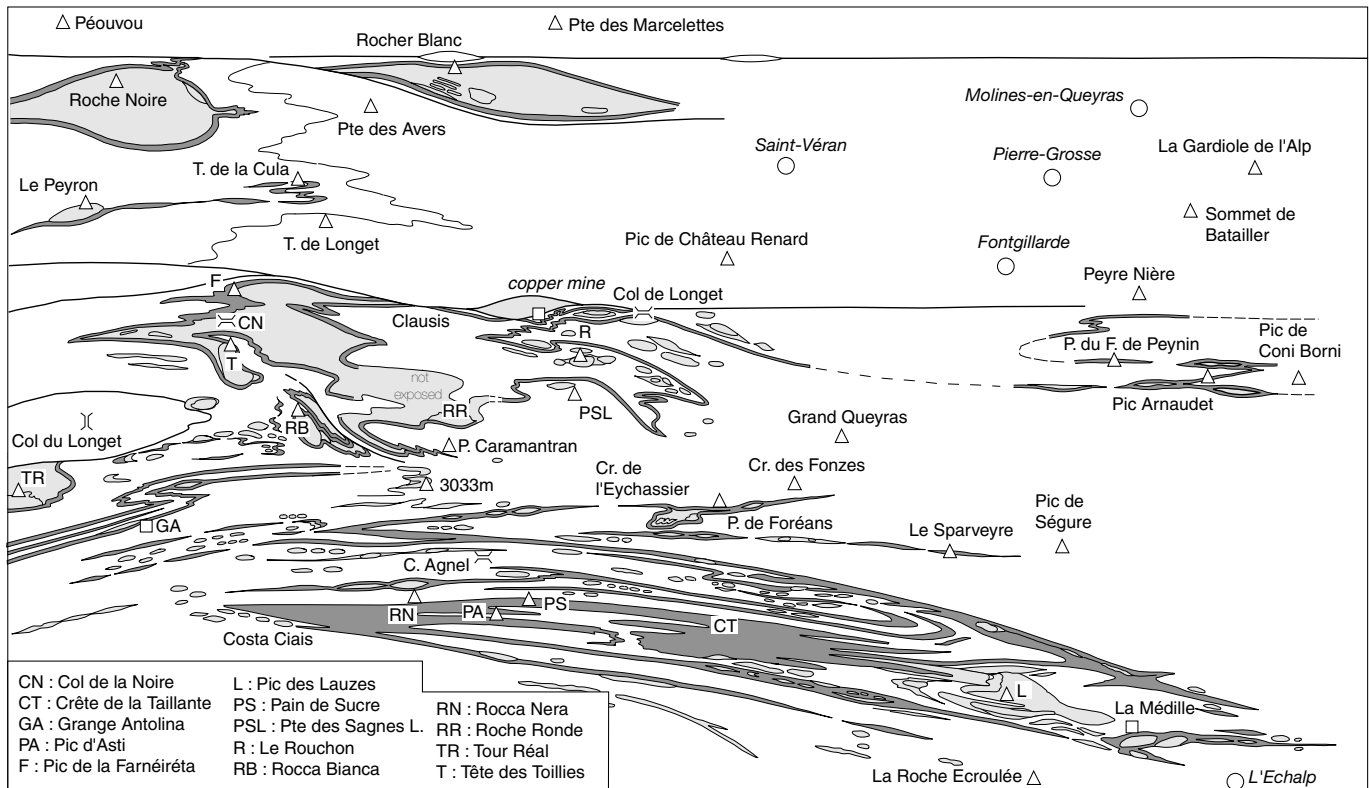 Péouvou
Pte des Marcelettes
Rocher Blanc
Roche Noire
Pte des Avers
Molines-en-Queyras
Saint-Véran
Pierre-Grosse
La Gardiole de l'Alp
T. de la Cula
Le Peyron
T. de Longet
Sommet de
Batailler
Pic de Château Renard
Fontgillarde
Peyre Nière
F
copper mine
Col de Longet
CN
Clausis
R
P. du F. de Peynin
Pic de
Coni Borni
T
not
exposed
RR
PSL
Pic Arnaudet
Col du Longet
RB
P. Caramantran
Grand Queyras
TR
3033m
Cr. de
l'Eychassier
Cr. des Fonzes
GA
P. de Foréans
Le Sparveyre
Pic de
Ségure
C. Agnel
RN
PA
PS
CT
Costa Ciais
L
La Médille
La Roche Ecroulée
L'Echalp
CN : Col de la Noire
CT : Crête de la Taillante
GA : Grange Antolina
PA : Pic d'Asti
F : Pic de la Farnéiréta
L : Pic des Lauzes
PS : Pain de Sucre
PSL : Pte des Sagnes L.
R : Le Rouchon
RB : Rocca Bianca
RN : Rocca Nera
RR : Roche Ronde
TR : Tour Réal
T : Tête des Toillies